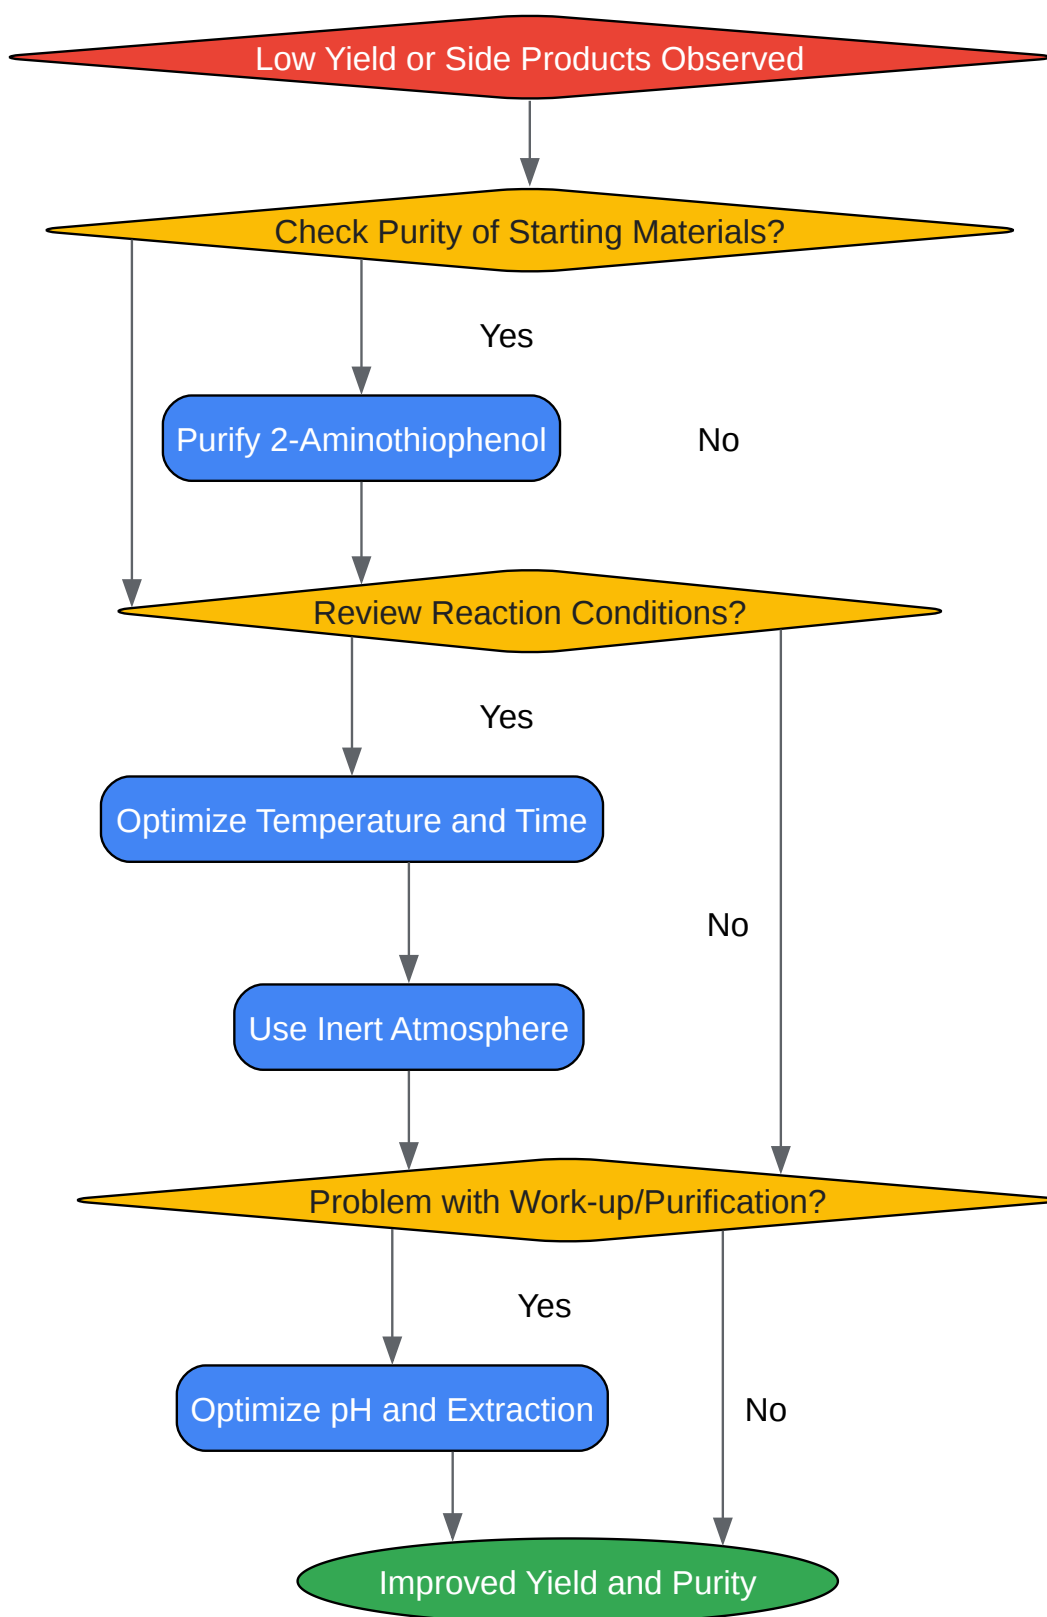 Low Yield or Side Products Observed
Check Purity of Starting Materials?
Yes
Purify 2-Aminothiophenol
No
Review Reaction Conditions?
Yes
Optimize Temperature and Time
No
Use Inert Atmosphere
Problem with Work-up/Purification?
Yes
Optimize pH and Extraction
No
Improved Yield and Purity